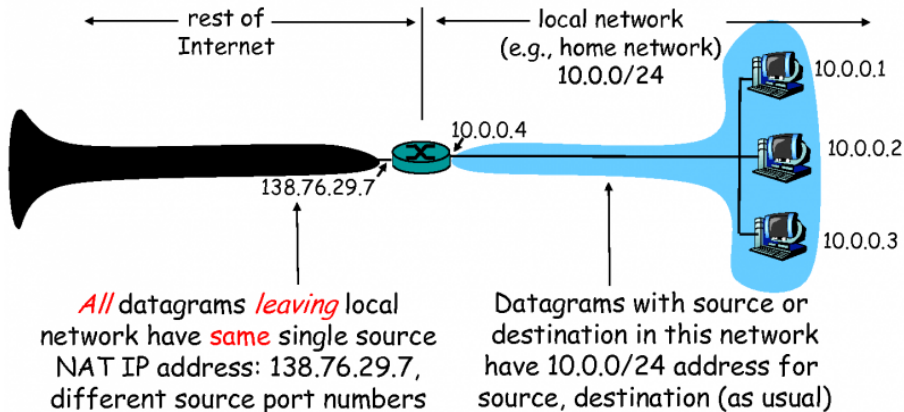 rest of
Internet
local network
(e.g., home network)
10.0.0/24
10.0.0.1
10.0.0.4
10.0.0.2
138.76.29.7
10.0.0.3
All datagrams leaving local
network have same single source
NAT IP address: 138.76.29.7,
different source port numbers
Datagrams with source or
destination in this network
have 10.0.0/24 address for
source, destination (as usual)